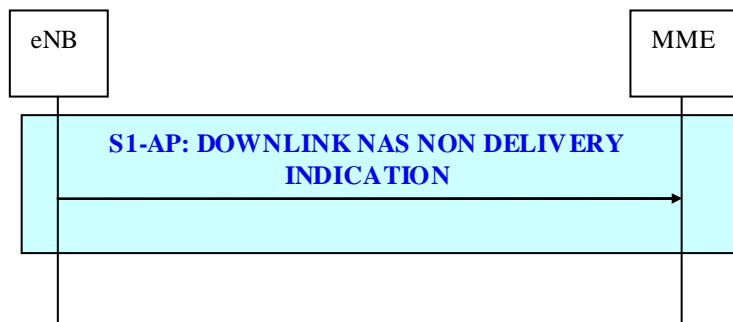 eNB
MME
S1-AP: DOWNLINK NAS NON DELIVERY
INDICATION